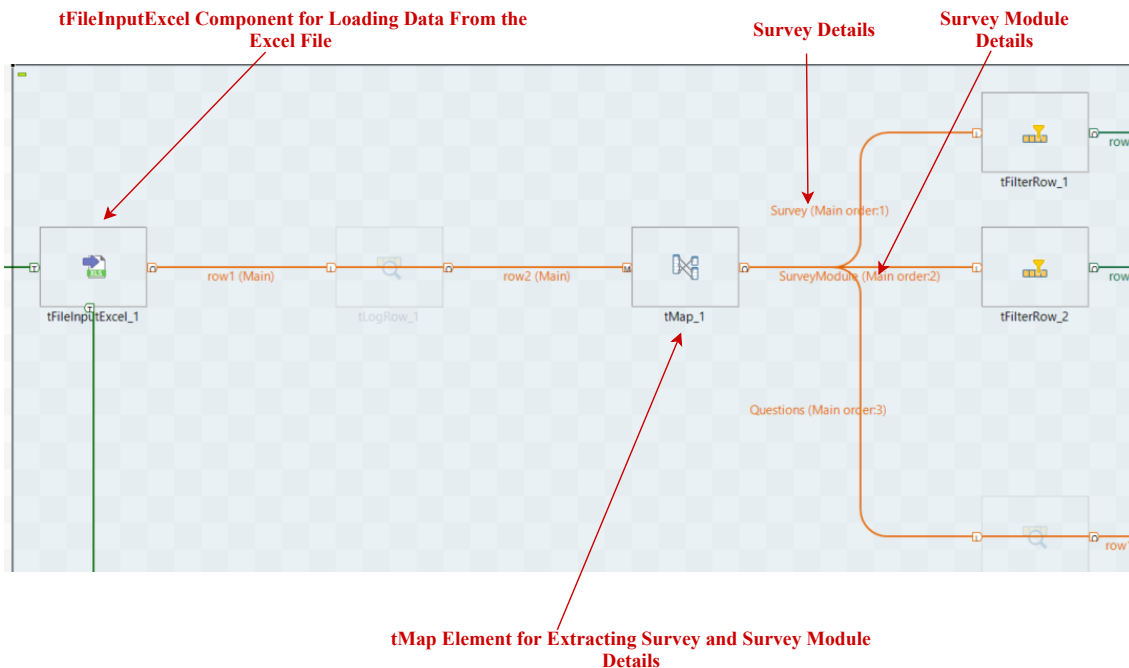 tFileInputExcel Component for Loading Data From the
Excel File
Survey Details
Survey Module
Details
row
tFilterRow_1
Survey (Main order:1)
row1 (Main)
row2 (Main)
SurveyModule (Main order:2)
row
tFileInputExcel_1
tLogRow_1
tMap_1
tFilterRow_2
Questions (Main order:3)
row1
tMap Element for Extracting Survey and Survey Module
Details